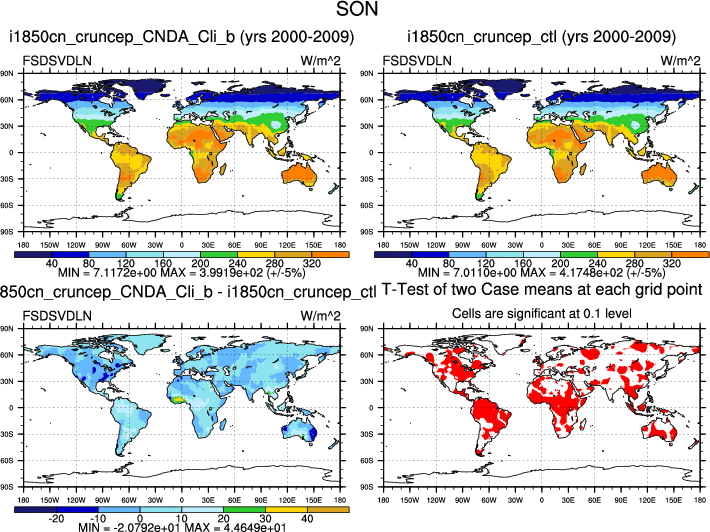 SON
i1850cn_cruncep_CNDA_Cli_b (yrs 2000-2009)
FSDSVDLN W/m^2
90N
60N
30N
0
30S
60S
90S
180 150W 120W 90W 60W 30W 0 30E 60E 90E 120E 150E 180
40 80 120 160 200 240 280 320
MIN = 7.1172e+00 MAX = 3.9919e+02 (+/-5%)
i1850cn_cruncep_ctl (yrs 2000-2009)
FSDSVDLN W/m^2
90N
60N
30N
0
30S
60S
90S
180 150W 120W 90W 60W 30W 0 30E 60E 90E 120E 150E 180
40 80 120 160 200 240 280 320
MIN = 7.0110e+00 MAX = 4.1748e+02 (+/-5%)
850cn_cruncep_CNDA_Cli_b - i1850cn_cruncep_ctl
FSDSVDLN W/m^2
90N
60N
30N
0
30S
60S
90S
180 150W 120W 90W 60W 30W 0 30E 60E 90E 120E 150E 180
-20 -10 0 10 20 30 40
MIN = -2.0792e+01 MAX = 4.4649e+01
T-Test of two Case means at each grid point
Cells are significant at 0.1 level
90N
60N
30N
0
30S
60S
90S
180 150W 120W 90W 60W 30W 0 30E 60E 90E 120E 150E 180